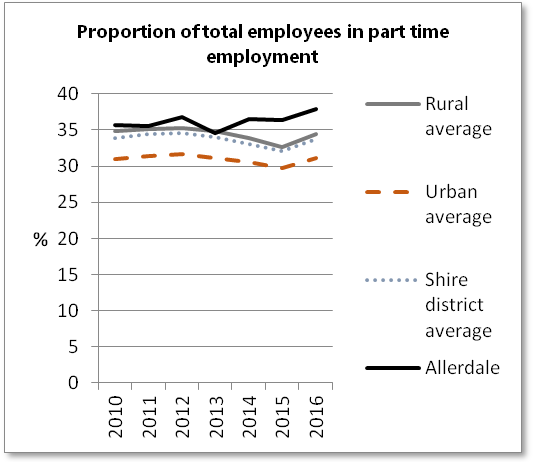 Proportion of total employees in part time
employment
40
35
30
25
20
15
10
5
0
%
2010
2011
2012
2013
2014
2015
2016
Rural
average
Urban
average
Shire
district
average
Allerdale